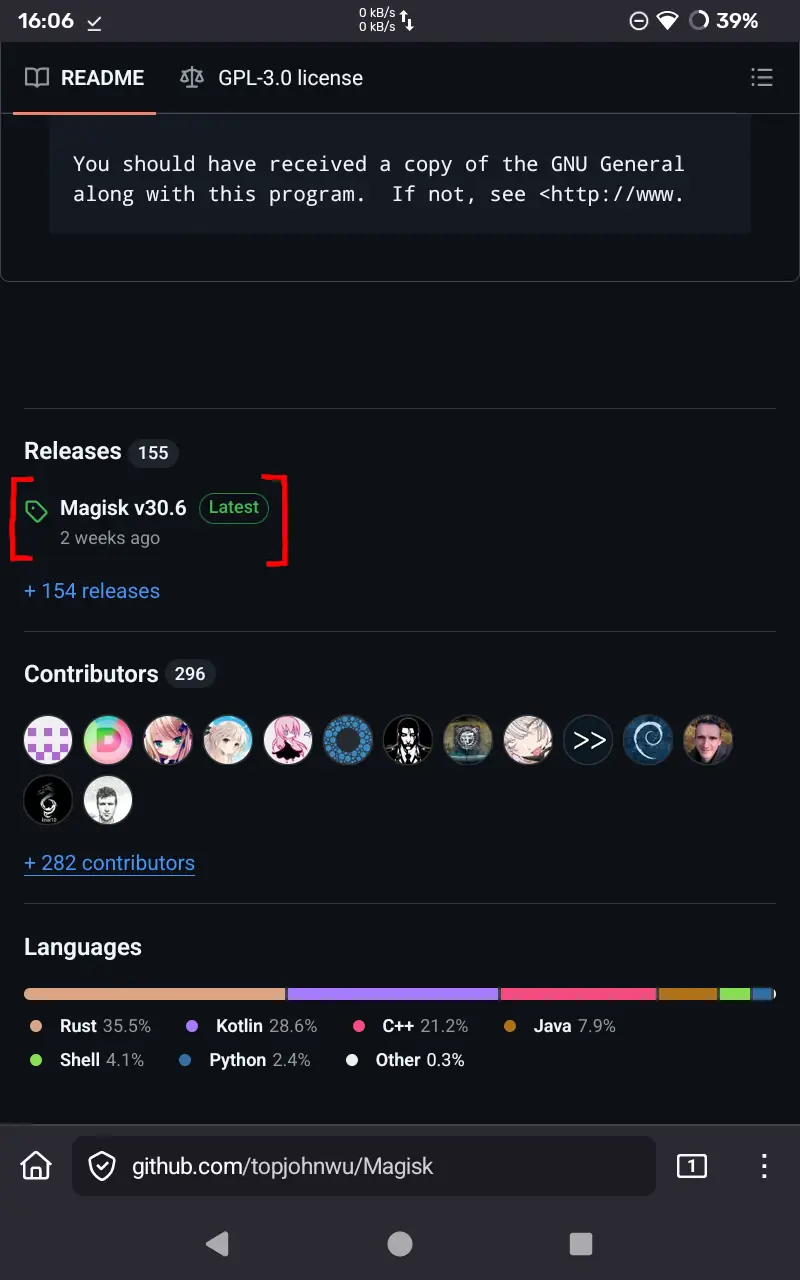 16:06
0 kB/s
0 kB/s
39%
README
GPL-3.0 license
You should have received a copy of the GNU General
along with this program.  If not, see <http://www.
Releases 155
Magisk v30.6 Latest
2 weeks ago
+ 154 releases
Contributors 296
+ 282 contributors
Languages
Rust 35.5% Kotlin 28.6% C++ 21.2% Java 7.9%
Shell 4.1% Python 2.4% Other 0.3%
github.com/topjohnwu/Magisk
1